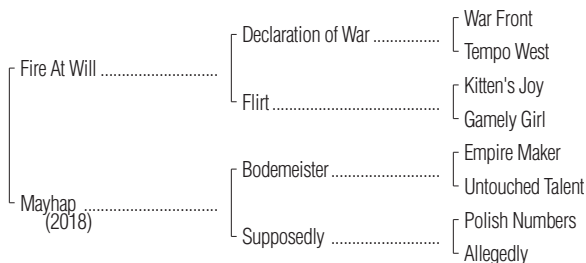 Fire At Will
Mayhap
(2018)
Declaration of War
Flirt
Bodemeister
Supposedly
War Front
Tempo West
Kitten's Joy
Gamely Girl
Empire Maker
Untouched Talent
Polish Numbers
Allegedly